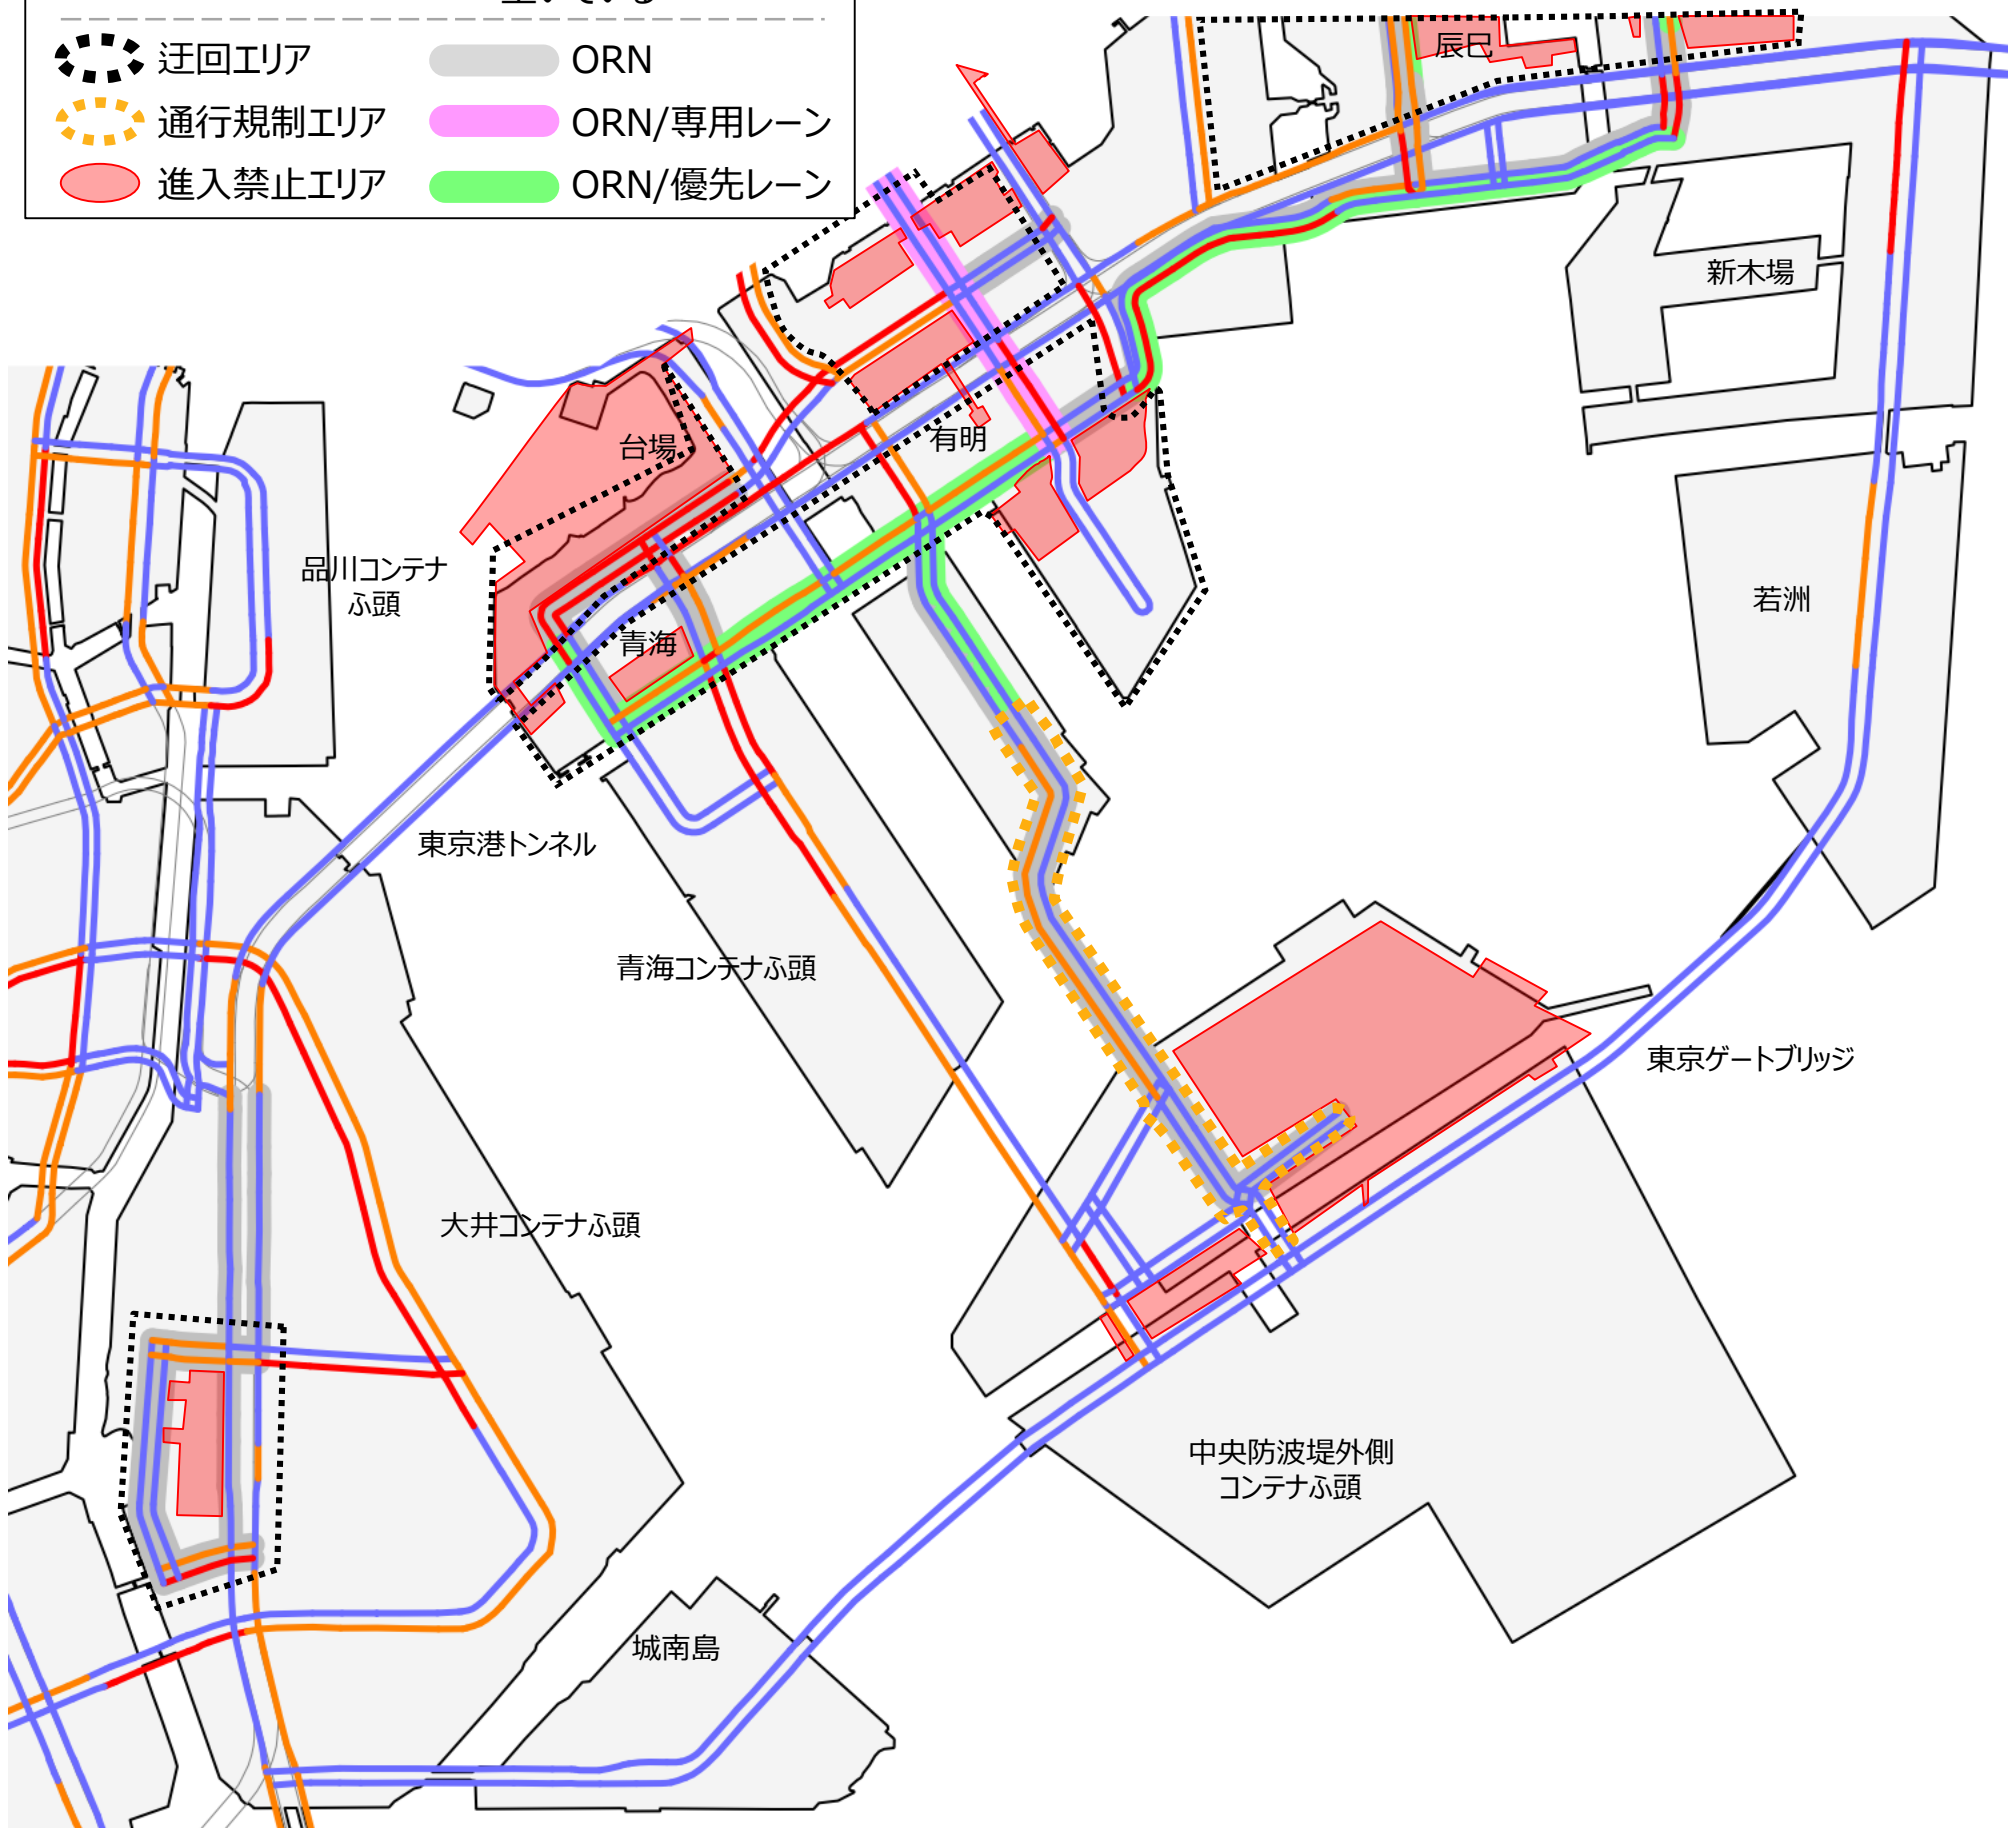 空いている
迂回エリア
ORN
通行規制エリア
ORN/専用レーン
進入禁止エリア
ORN/優先レーン
辰巳
新木場
有明
台場
品川コンテナ
ふ頭
青海
若洲
東京港トンネル
青海コンテナふ頭
東京ゲートブリッジ
大井コンテナふ頭
中央防波堤外側
コンテナふ頭
城南島